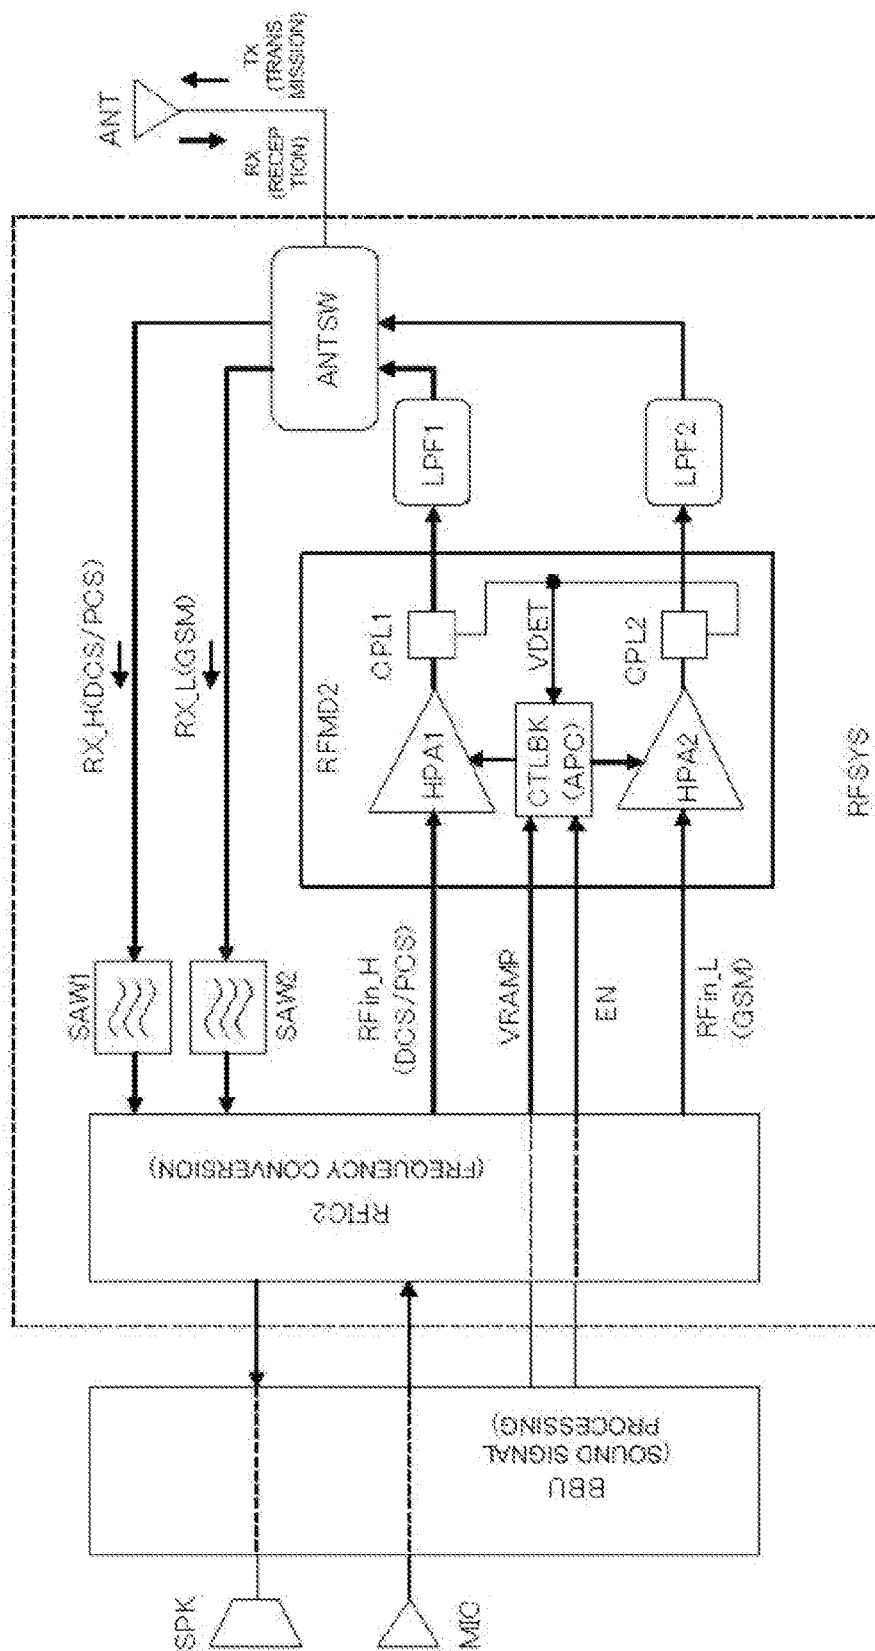 ANT
TX
(TRANS
MISSION)
RX
(RECEP
TION)
ANTSW
LPF1
LPF2
RX_H(DCS/PCS)
RX_L(GSM)
RFMD2
CPL1
VDET
CPL2
HPA1
CTLBK
(APC)
HPA2
RFSYS
SAW1
SAW2
RFin_H
(DCS/PCS)
VRAMP
EN
RFin_L
(GSM)
RFIC2
(FREQUENCY CONVERSION)
BBU
(SOUND SIGNAL
PROCESSING)
SPK
MIC